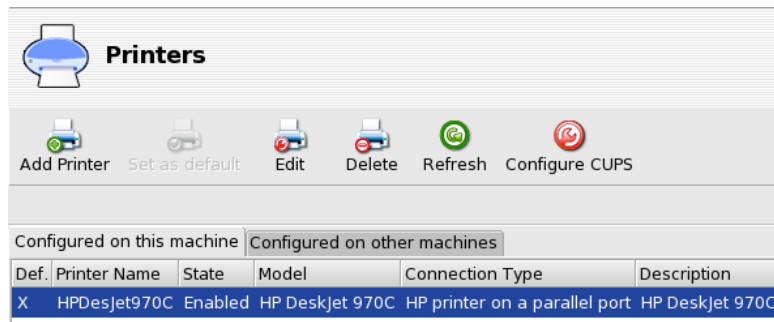 Printers
Add Printer Set as default Edit Delete Refresh Configure CUPS
Configured on this machine Configured on other machines
Def. Printer Name State Model Connection Type Description
X HPDesJet970C Enabled HP DeskJet 970C HP printer on a parallel port HP DeskJet 970C